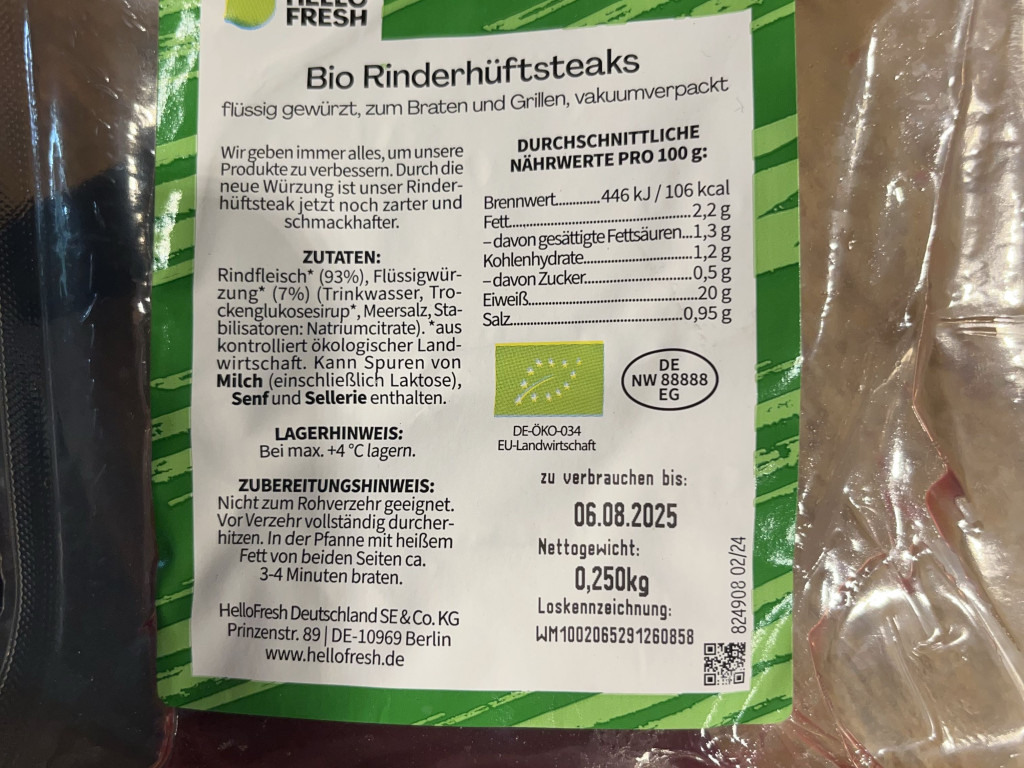 HELLO
FRESH
Bio Rinderhüftsteaks
flüssig gewürzt, zum Braten und Grillen, vakuumverpackt
Wir geben immer alles, um unsere
Produkte zu verbessern. Durch die
neue Würzung ist unser Rinder-
hüftsteak jetzt noch zarter und
schmackhafter.
ZUTATEN:
Rindfleisch* (93%), Flüssigwür-
zung* (7%) (Trinkwasser, Tro-
ckenglukosesirup*, Meersalz, Sta-
bilisatoren: Natriumcitrate). *aus
kontrolliert ökologischer Land-
wirtschaft. Kann Spuren von
Milch (einschließlich Laktose),
Senf und Sellerie enthalten.
LAGERHINWEIS:
Bei max. +4 °C lagern.
ZUBEREITUNGSHINWEIS:
Nicht zum Rohverzehr geeignet.
Vor Verzehr vollständig durcher-
hitzen. In der Pfanne mit heißem
Fett von beiden Seiten ca.
3-4 Minuten braten.
HelloFresh Deutschland SE & Co. KG
Prinzenstr. 89 | DE-10969 Berlin
www.hellofresh.de
DURCHSCHNITTLICHE
NÄHRWERTE PRO 100 g:
Brennwert............446 kJ / 106 kcal
Fett.....................................2,2 g
– davon gesättigte Fettsäuren...1,3 g
Kohlenhydrate......................1,2 g
– davon Zucker......................0,5 g
Eiweiß..................................20 g
Salz...................................0,95 g
DE
NW 88888
EG
DE-ÖKO-034
EU-Landwirtschaft
zu verbrauchen bis:
06.08.2025
Nettogewicht:
0,250kg
Loskennzeichnung:
WM1002065291260858
824908 02/24